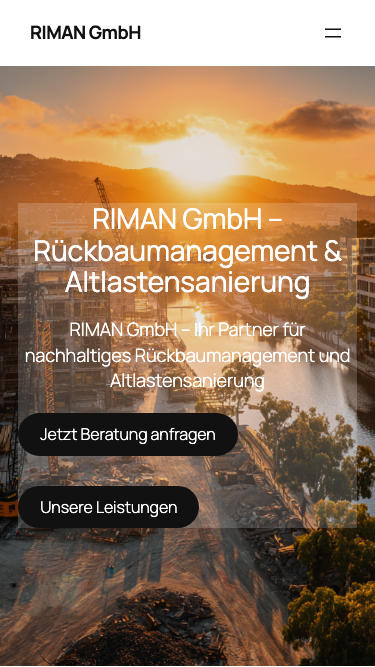 RIMAN GmbH
RIMAN GmbH –
Rückbaumanagement &
Altlastensanierung
RIMAN GmbH – Ihr Partner für
nachhaltiges Rückbaumanagement und
Altlastensanierung
Jetzt Beratung anfragen
Unsere Leistungen